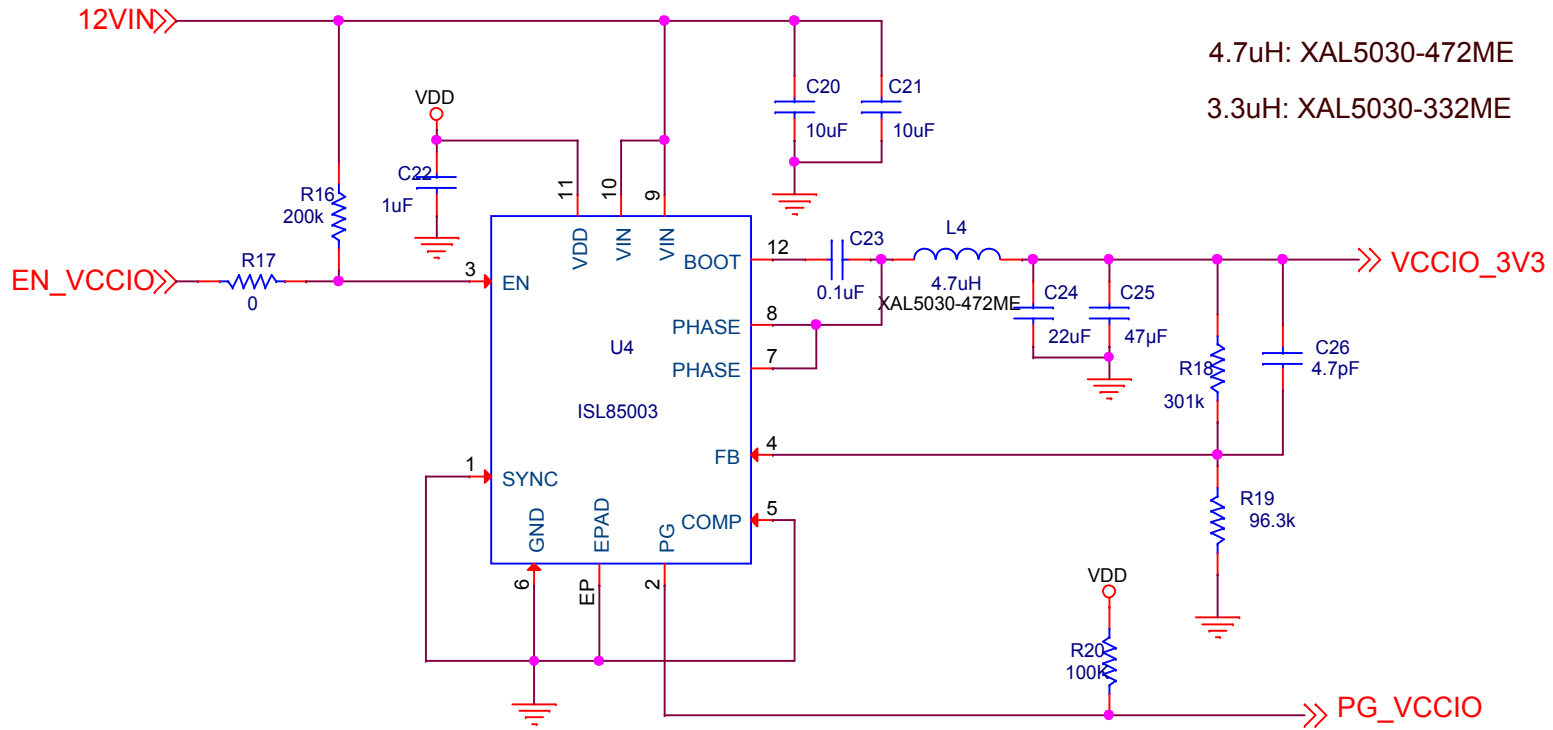 12VIN
4.7uH: XAL5030-472ME
3.3uH: XAL5030-332ME
VDD
C20
10uF
C21
10uF
C22
1uF
R16
200k
11
10
9
VDD
VIN
VIN
EN_VCCIO
R17
0
3
EN
BOOT
12
C23
0.1uF
L4
4.7uH
XAL5030-472ME
VCCIO_3V3
PHASE
8
PHASE
7
U4
ISL85003
C24
22uF
C25
47µF
R18
301k
C26
4.7pF
FB
4
1
SYNC
COMP
5
GND
EPAD
PG
6
EP
2
R19
96.3k
VDD
R20
100K
PG_VCCIO